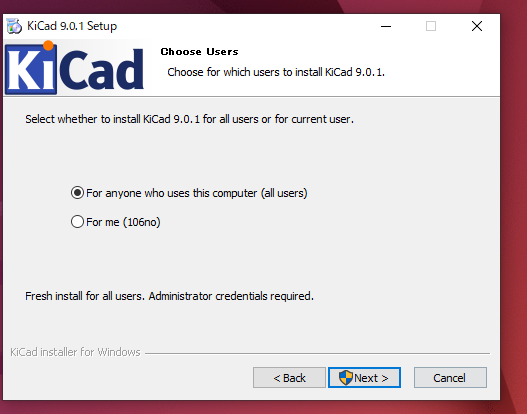 KiCad 9.0.1 Setup
KiCad
Choose Users
Choose for which users to install KiCad 9.0.1.
Select whether to install KiCad 9.0.1 for all users or for current user.
For anyone who uses this computer (all users)
For me (106no)
Fresh install for all users. Administrator credentials required.
KiCad installer for Windows
< Back
Next >
Cancel